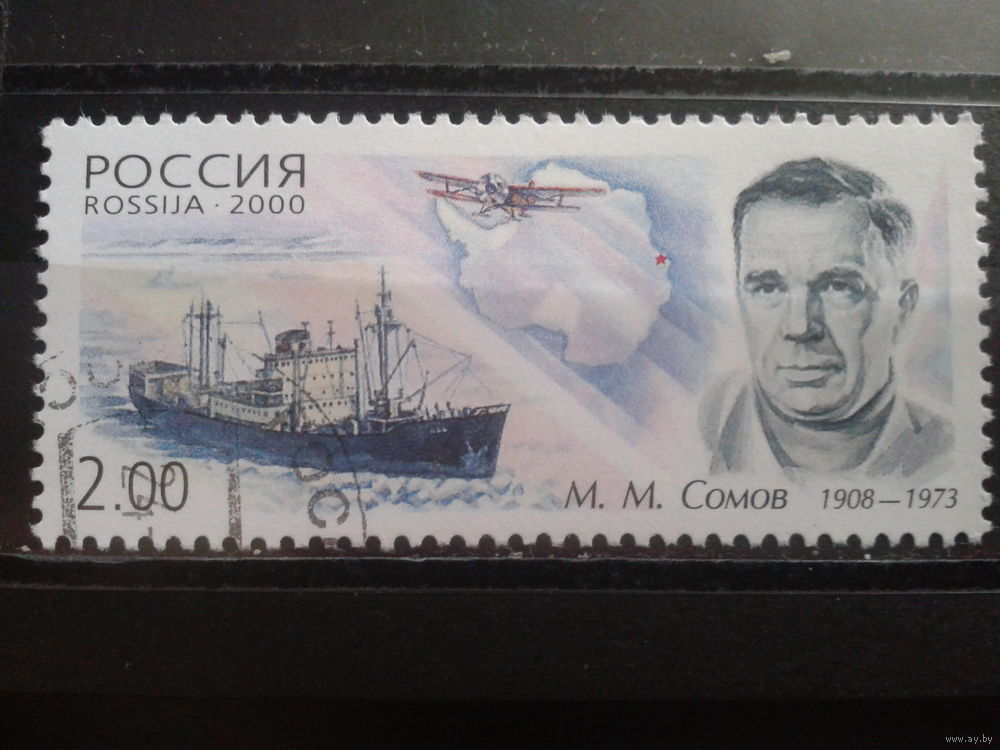 РОССИЯ
ROSSIJA · 2000
2.00
М. М. Сомов 1908—1973
www.ay.by